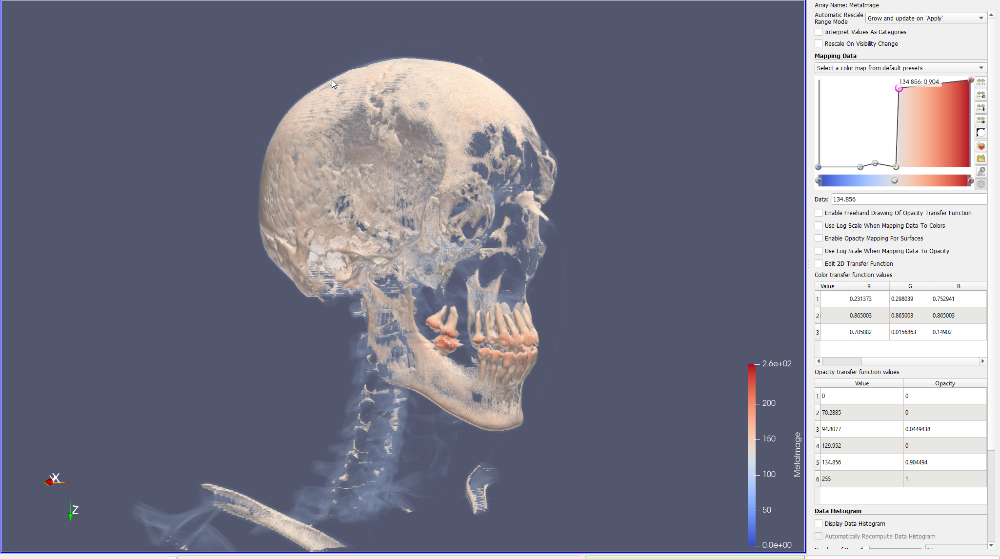 Array Name: MetaImage
Automatic Rescale
Range Mode
Grow and update on 'Apply'
Interpret Values As Categories
Rescale On Visibility Change
Mapping Data
Select a color map from default presets
134.856: 0.904
Data: 134.856
Enable Freehand Drawing Of Opacity Transfer Function
Use Log Scale When Mapping Data To Colors
Enable Opacity Mapping For Surfaces
Use Log Scale When Mapping Data To Opacity
Edit 2D Transfer Function
Color transfer function values
Value R G B
1 0.231373 0.298039 0.752941
2 0.865003 0.865003 0.865003
3 0.705882 0.0156863 0.14902
Opacity transfer function values
Value Opacity
1 0 0
2 70.2885 0
3 94.8077 0.0449438
4 129.952 0
5 134.856 0.904494
6 255 1
Data Histogram
Display Data Histogram
Automatically Recompute Data Histogram
2.6e+02
200
150
100
50
0.0e+00
MetaImage
X
Z